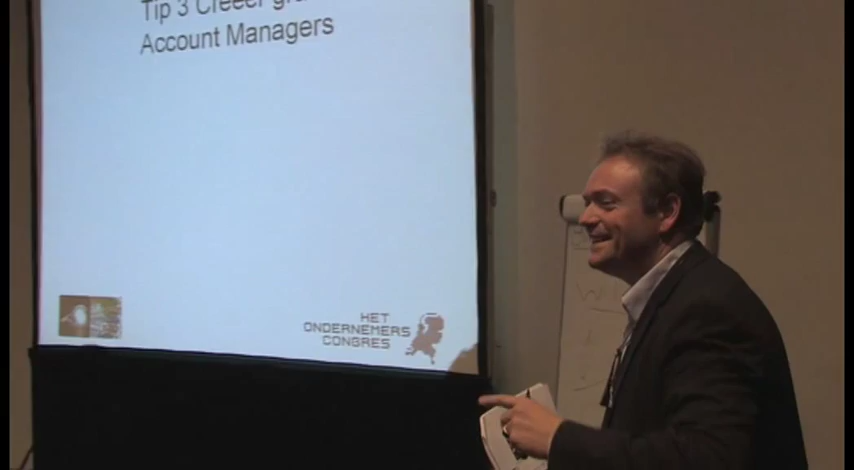 Tip 3 Creëer
Account Managers
HET
ONDERNEMERS
CONGRES